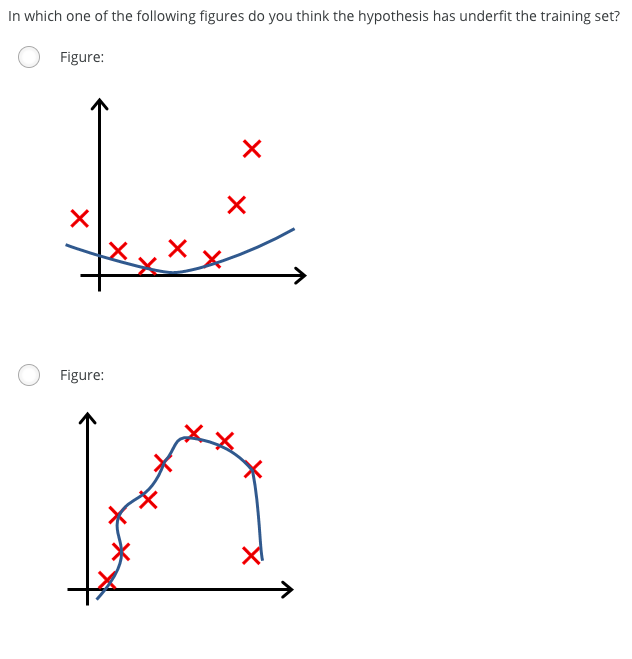 In which one of the following figures do you think the hypothesis has underfit the training set?
Figure:
Figure: